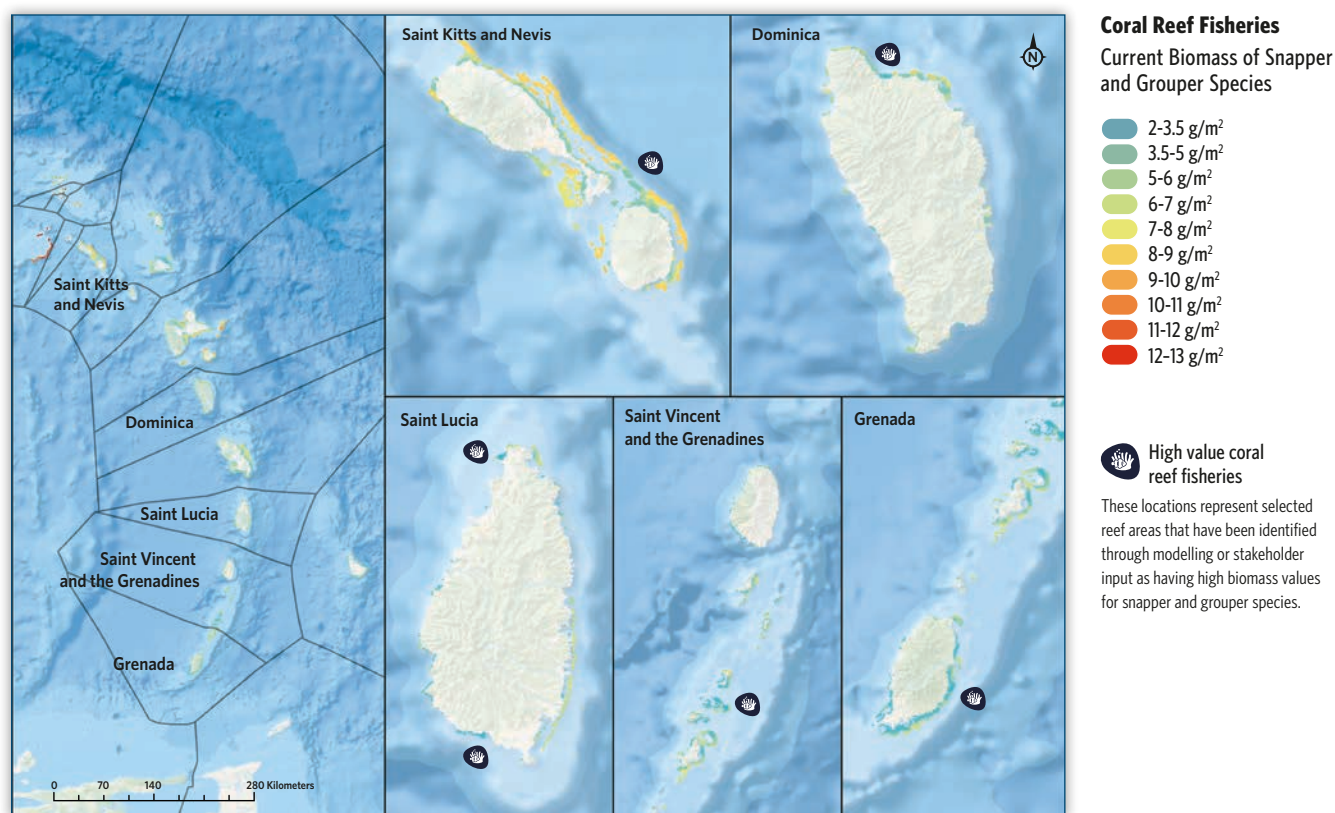 Saint Kitts and Nevis
Dominica
N
Saint Kitts
and Nevis
Dominica
Saint Lucia
Saint Vincent
and the Grenadines
Grenada
0 70 140 280 Kilometers
Saint Lucia
Saint Vincent
and the Grenadines
Grenada
Coral Reef Fisheries
Current Biomass of Snapper
and Grouper Species
2-3.5 g/m²
3.5-5 g/m²
5-6 g/m²
6-7 g/m²
7-8 g/m²
8-9 g/m²
9-10 g/m²
10-11 g/m²
11-12 g/m²
12-13 g/m²
High value coral
reef fisheries
These locations represent selected
reef areas that have been identified
through modelling or stakeholder
input as having high biomass values
for snapper and grouper species.